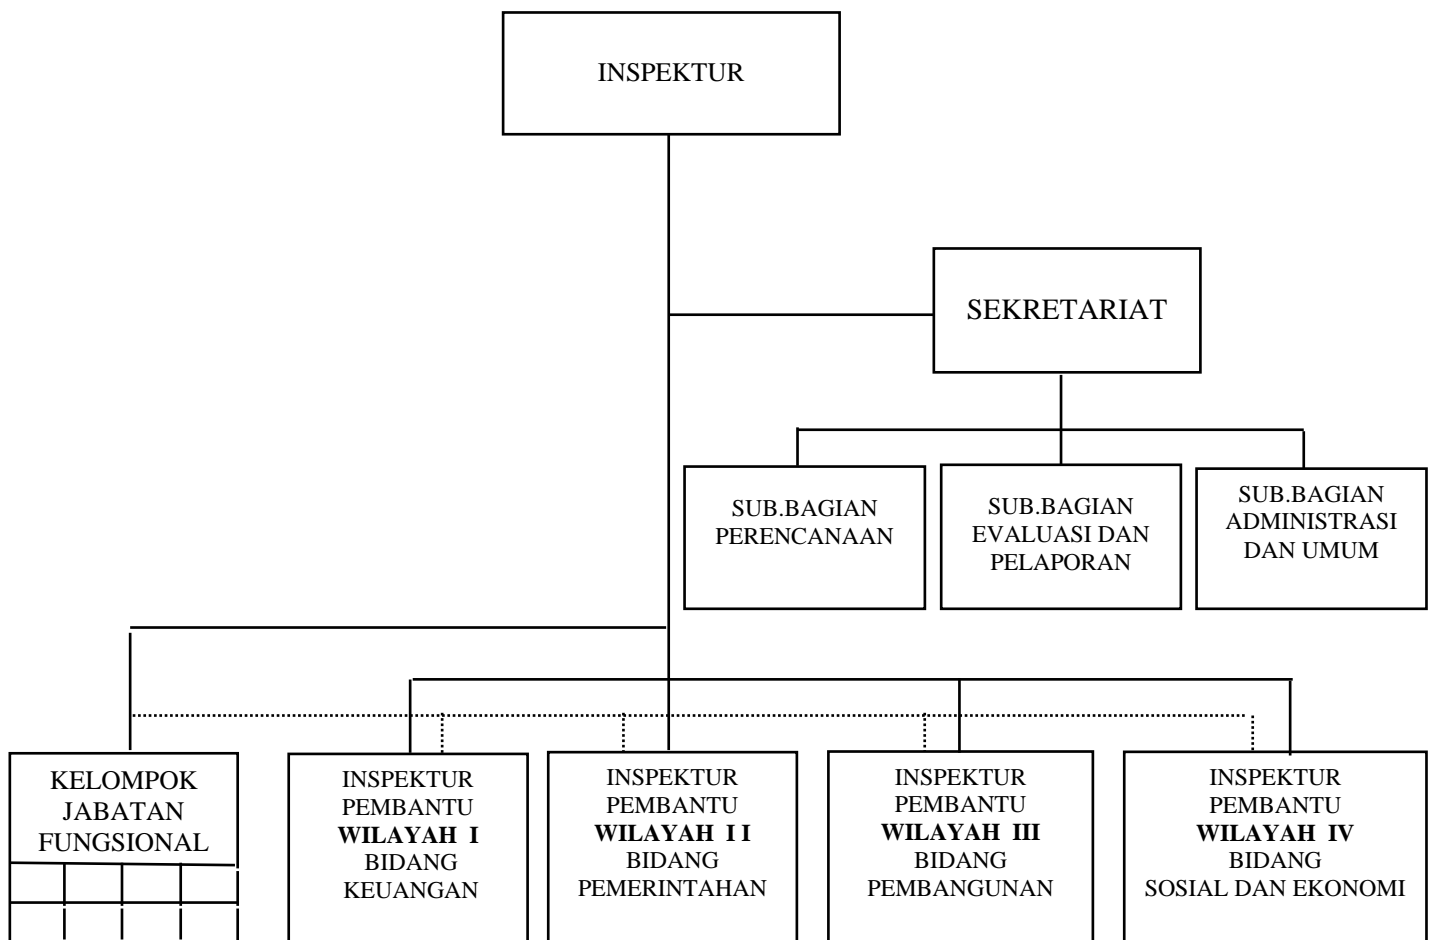 INSPEKTUR
SEKRETARIAT
SUB.BAGIAN
PERENCANAAN
SUB.BAGIAN
EVALUASI DAN
PELAPORAN
SUB.BAGIAN
ADMINISTRASI
DAN UMUM
KELOMPOK
JABATAN
FUNGSIONAL
INSPEKTUR
PEMBANTU
WILAYAH I
BIDANG
KEUANGAN
INSPEKTUR
PEMBANTU
WILAYAH I I
BIDANG
PEMERINTAHAN
INSPEKTUR
PEMBANTU
WILAYAH III
BIDANG
PEMBANGUNAN
INSPEKTUR
PEMBANTU
WILAYAH IV
BIDANG
SOSIAL DAN EKONOMI